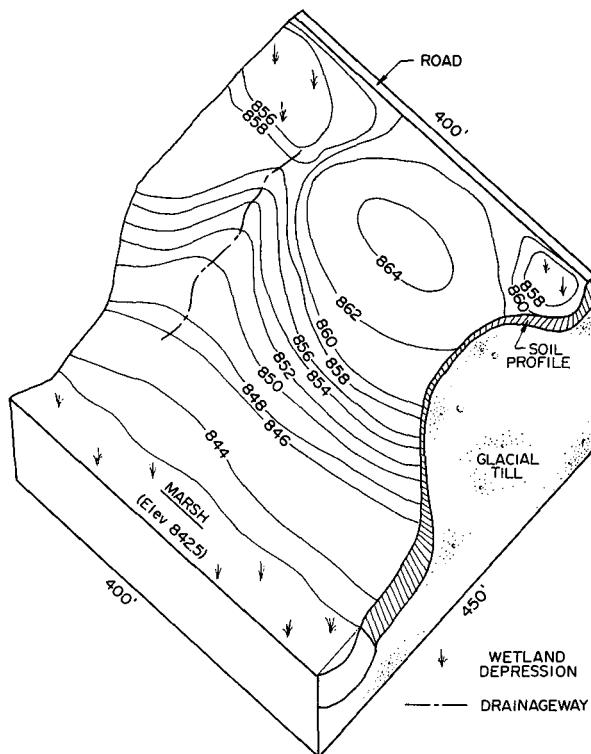 ROAD
400'
856
858
864
862
860
858
856
854
852
850
848
846
844
858
860
SOIL
PROFILE
GLACIAL
TILL
MARSH
(Elev 842.5)
400'
450'
WETLAND
DEPRESSION
DRAINAGEWAY